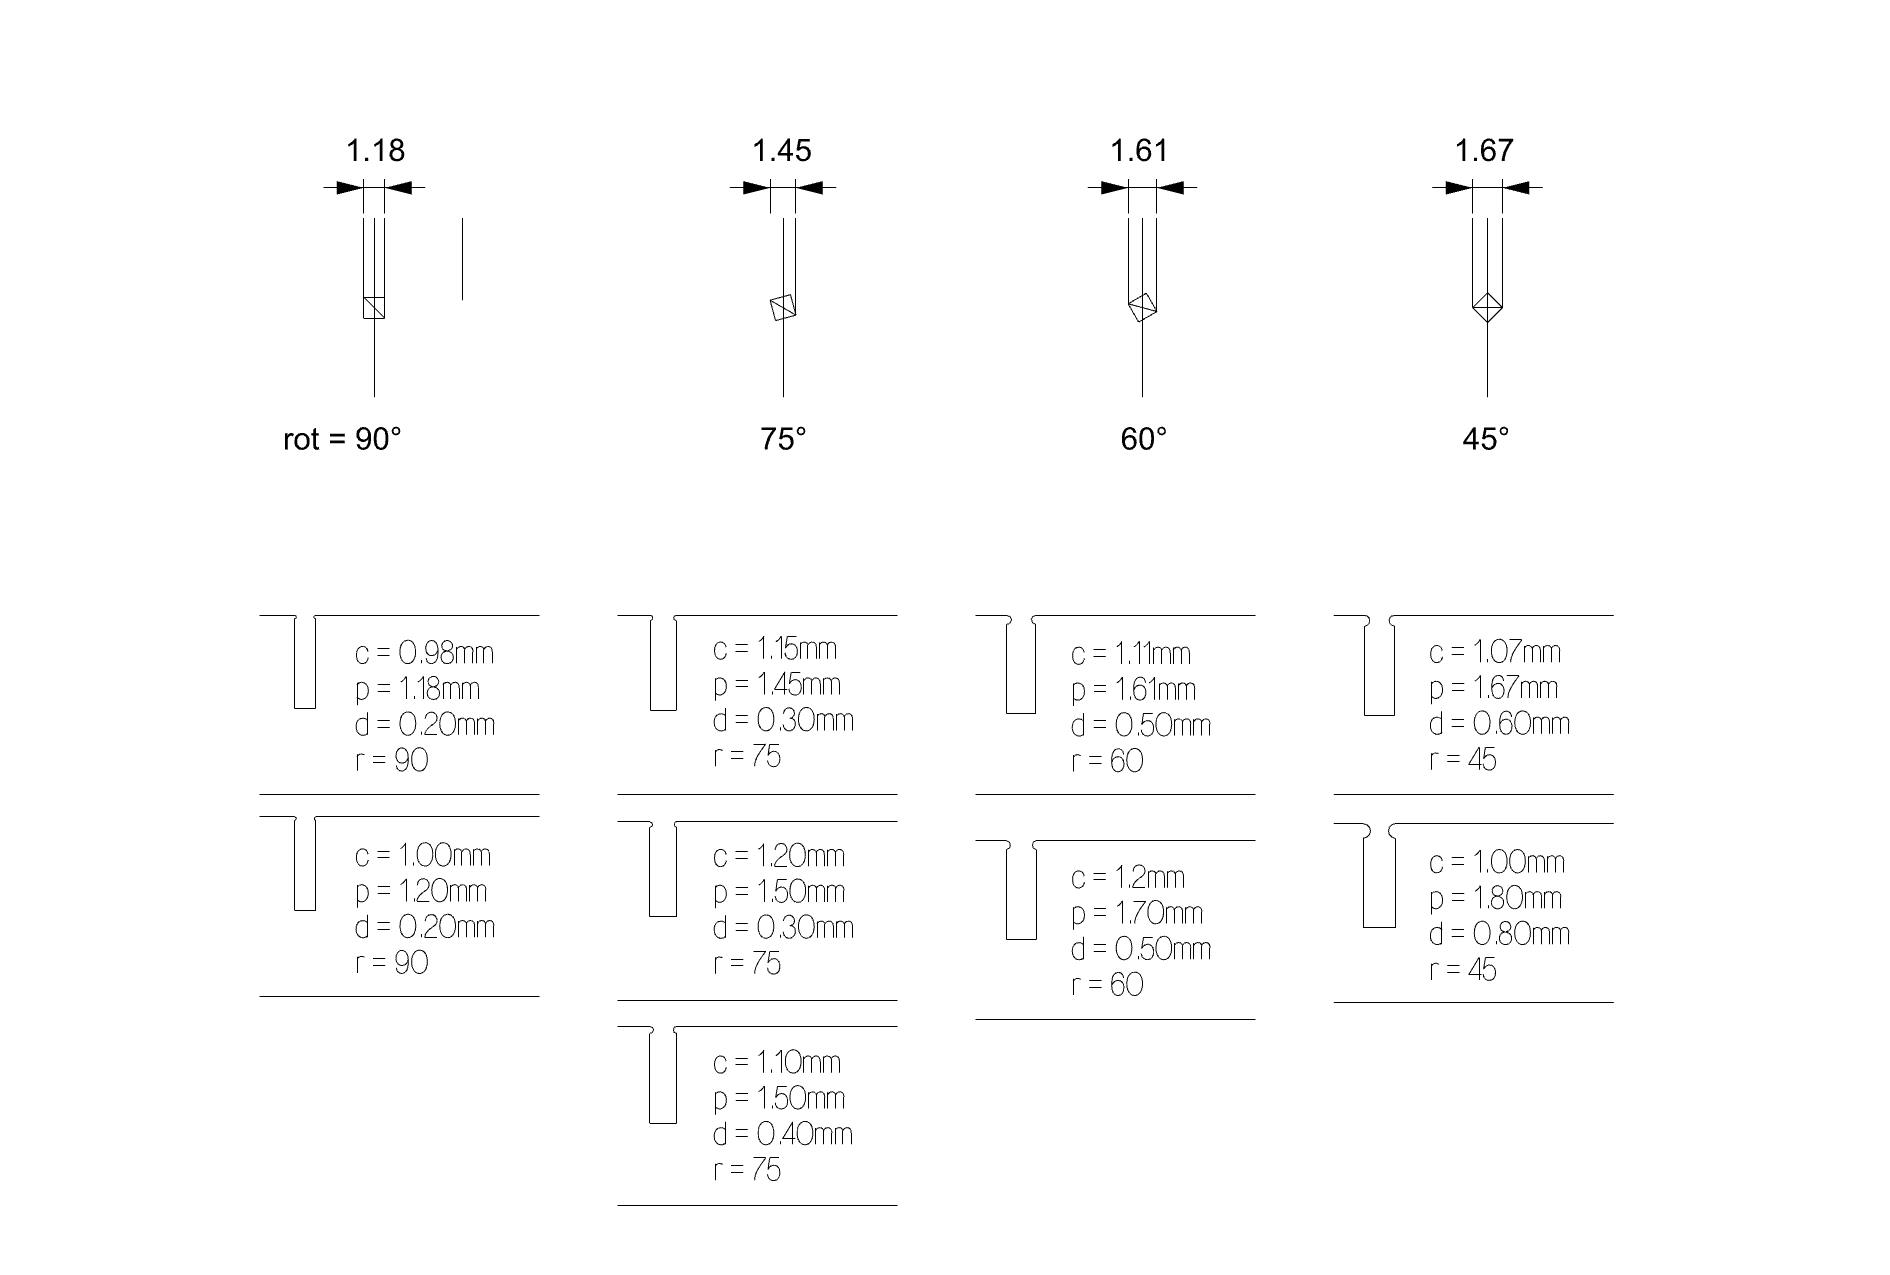 1.18
1.45
1.61
1.67
rot = 90°
75°
60°
45°
c = 0.98mm
p = 1.18mm
d = 0.20mm
r = 90
c = 1.15mm
p = 1.45mm
d = 0.30mm
r = 75
c = 1.11mm
p = 1.61mm
d = 0.50mm
r = 60
c = 1.07mm
p = 1.67mm
d = 0.60mm
r = 45
c = 1.00mm
p = 1.20mm
d = 0.20mm
r = 90
c = 1.20mm
p = 1.50mm
d = 0.30mm
r = 75
c = 1.2mm
p = 1.70mm
d = 0.50mm
r = 60
c = 1.00mm
p = 1.80mm
d = 0.80mm
r = 45
c = 1.10mm
p = 1.50mm
d = 0.40mm
r = 75